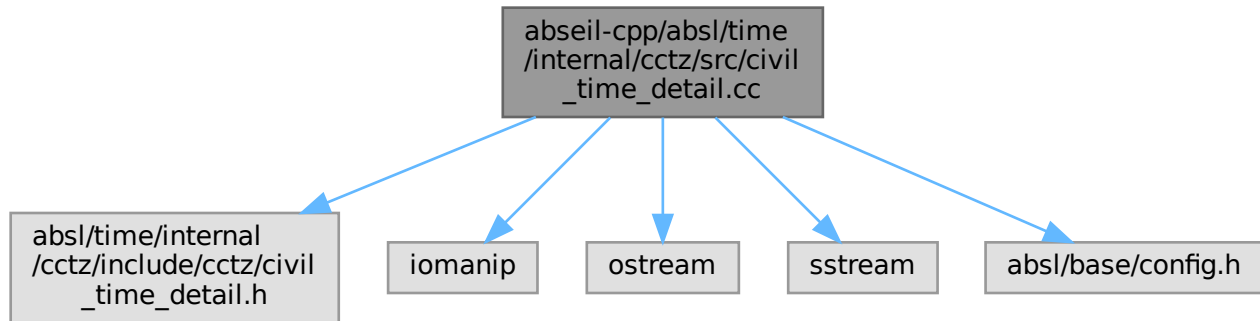 abseil-cpp/absl/time
/internal/cctz/src/civil
_time_detail.cc
absl/time/internal
/cctz/include/cctz/civil
_time_detail.h
iomanip
ostream
sstream
absl/base/config.h